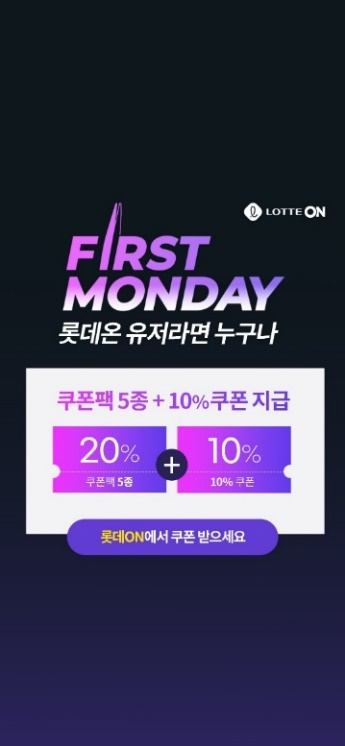 LOTTE ON
FIRST
MONDAY
롯데온 유저라면 누구나
쿠폰팩 5종 + 10%쿠폰 지급
20% + 10%
쿠폰팩 5종 10% 쿠폰
롯데ON에서 쿠폰 받으세요